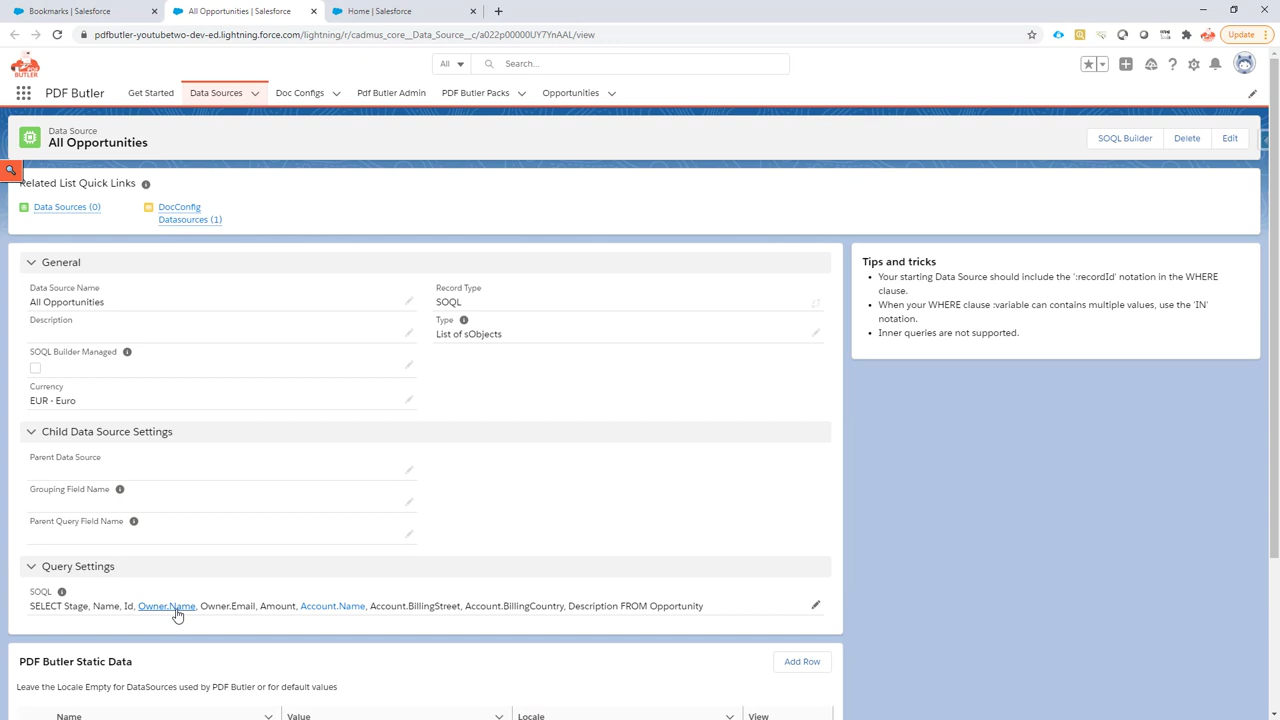 Bookmarks | Salesforce
All Opportunities | Salesforce
Home | Salesforce
pdfbutler-youtubetwo-dev-ed.lightning.force.com/lightning/r/cadmus_core__Data_Source__c/a022p00000UY7YnAAL/view
Update
PDF BUTLER
All
Search...
PDF Butler
Get Started
Data Sources
Doc Configs
Pdf Butler Admin
PDF Butler Packs
Opportunities
Data Source
All Opportunities
SOQL Builder
Delete
Edit
Related List Quick Links
Data Sources (0)
DocConfig
Datasources (1)
General
Data Source Name
All Opportunities
Record Type
SOQL
Description
Type
List of sObjects
SOQL Builder Managed
Currency
EUR - Euro
Child Data Source Settings
Parent Data Source
Grouping Field Name
Parent Query Field Name
Query Settings
SOQL
SELECT Stage, Name, Id, Owner.Name, Owner.Email, Amount, Account.Name, Account.BillingStreet, Account.BillingCountry, Description FROM Opportunity
Tips and tricks
Your starting Data Source should include the ':recordId' notation in the WHERE
clause.
When your WHERE clause :variable can contains multiple values, use the 'IN'
notation.
Inner queries are not supported.
PDF Butler Static Data
Add Row
Leave the Locale Empty for DataSources used by PDF Butler or for default values
Name
Value
Locale
View